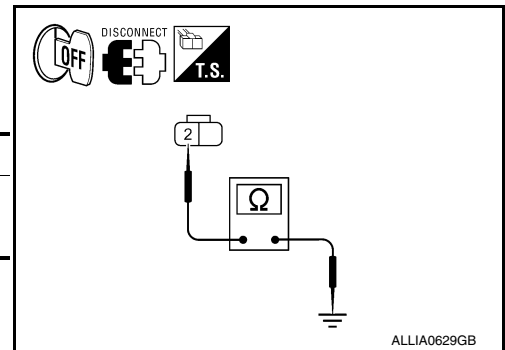 OFF
DISCONNECT
T.S.
2
Ω
ALLIA0629GB